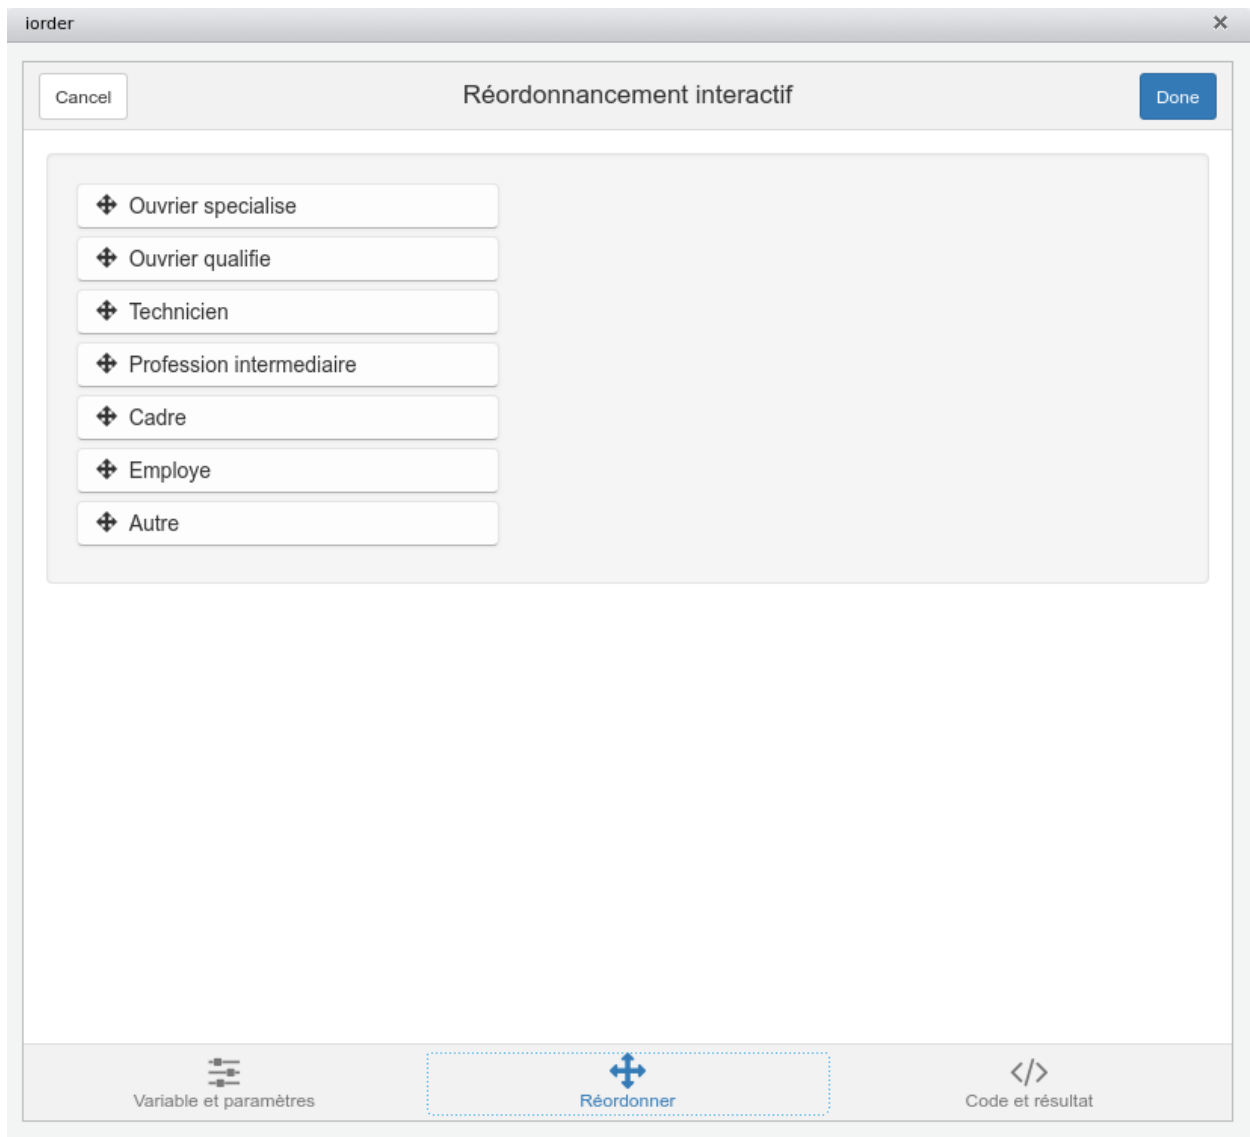 iorder
Cancel
Réordonnancement interactif
Done
Ouvrier specialise
Ouvrier qualifie
Technicien
Profession intermediaire
Cadre
Employe
Autre
Variable et paramètres
Réordonner
Code et résultat